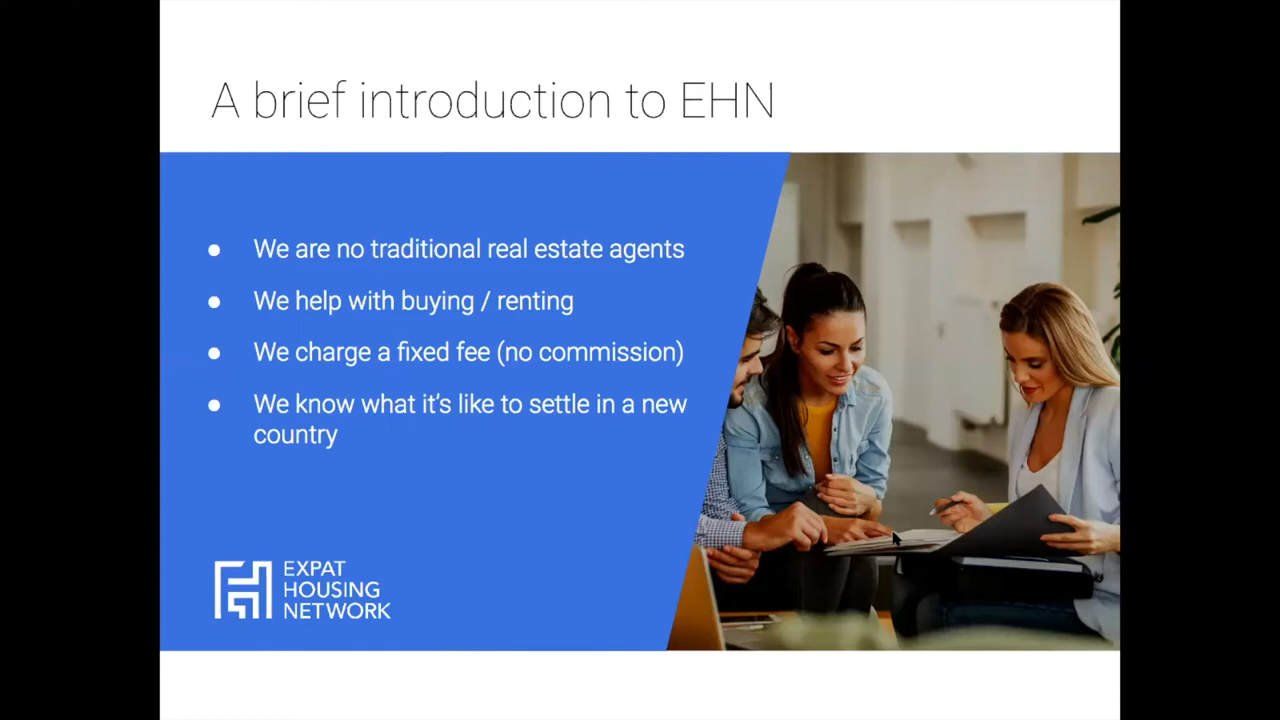 A brief introduction to EHN
● We are no traditional real estate agents
● We help with buying / renting
● We charge a fixed fee (no commission)
● We know what it's like to settle in a new
country
EXPAT
HOUSING
NETWORK